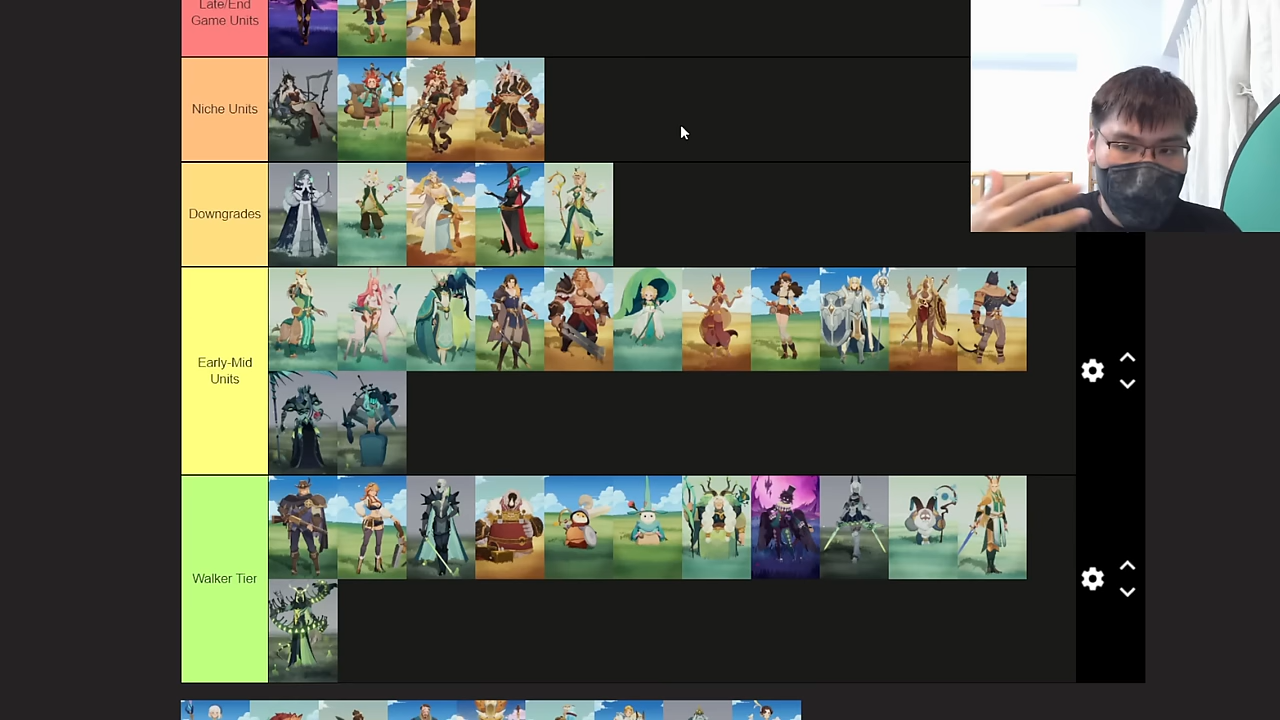 Late/End
Game Units
Niche Units
Downgrades
Early-Mid
Units
Walker Tier